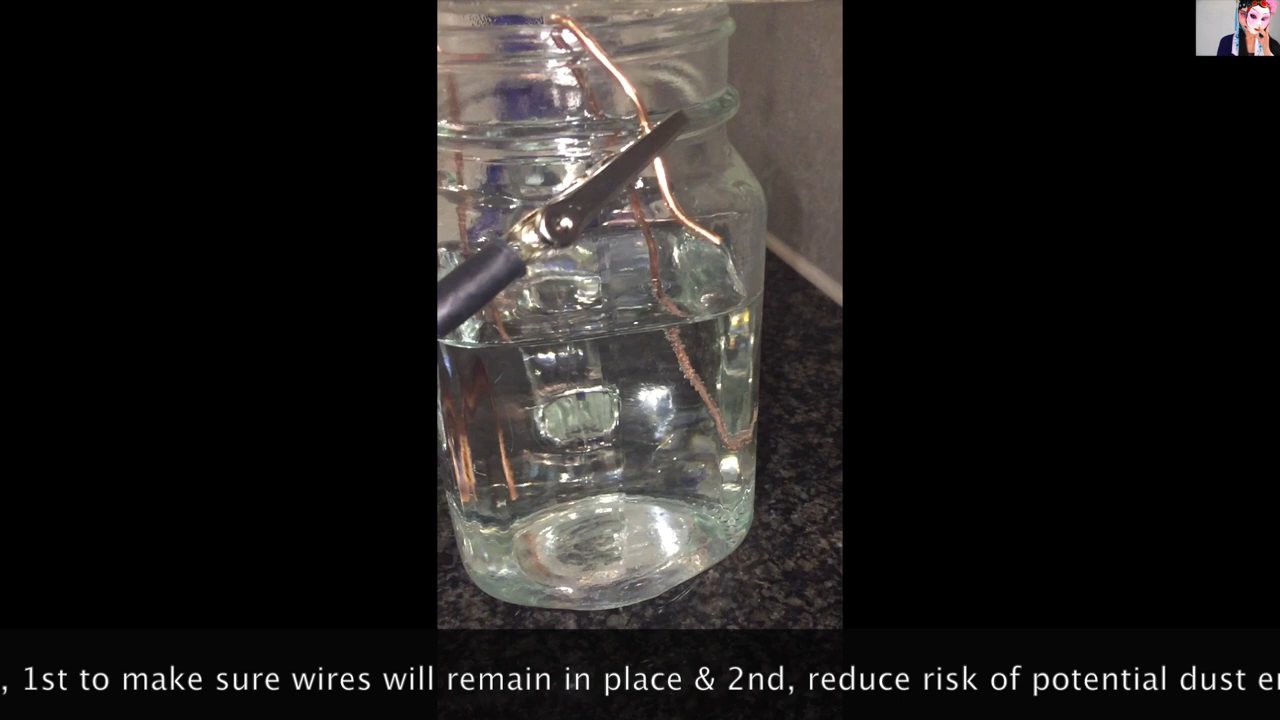 , 1st to make sure wires will remain in place & 2nd, reduce risk of potential dust